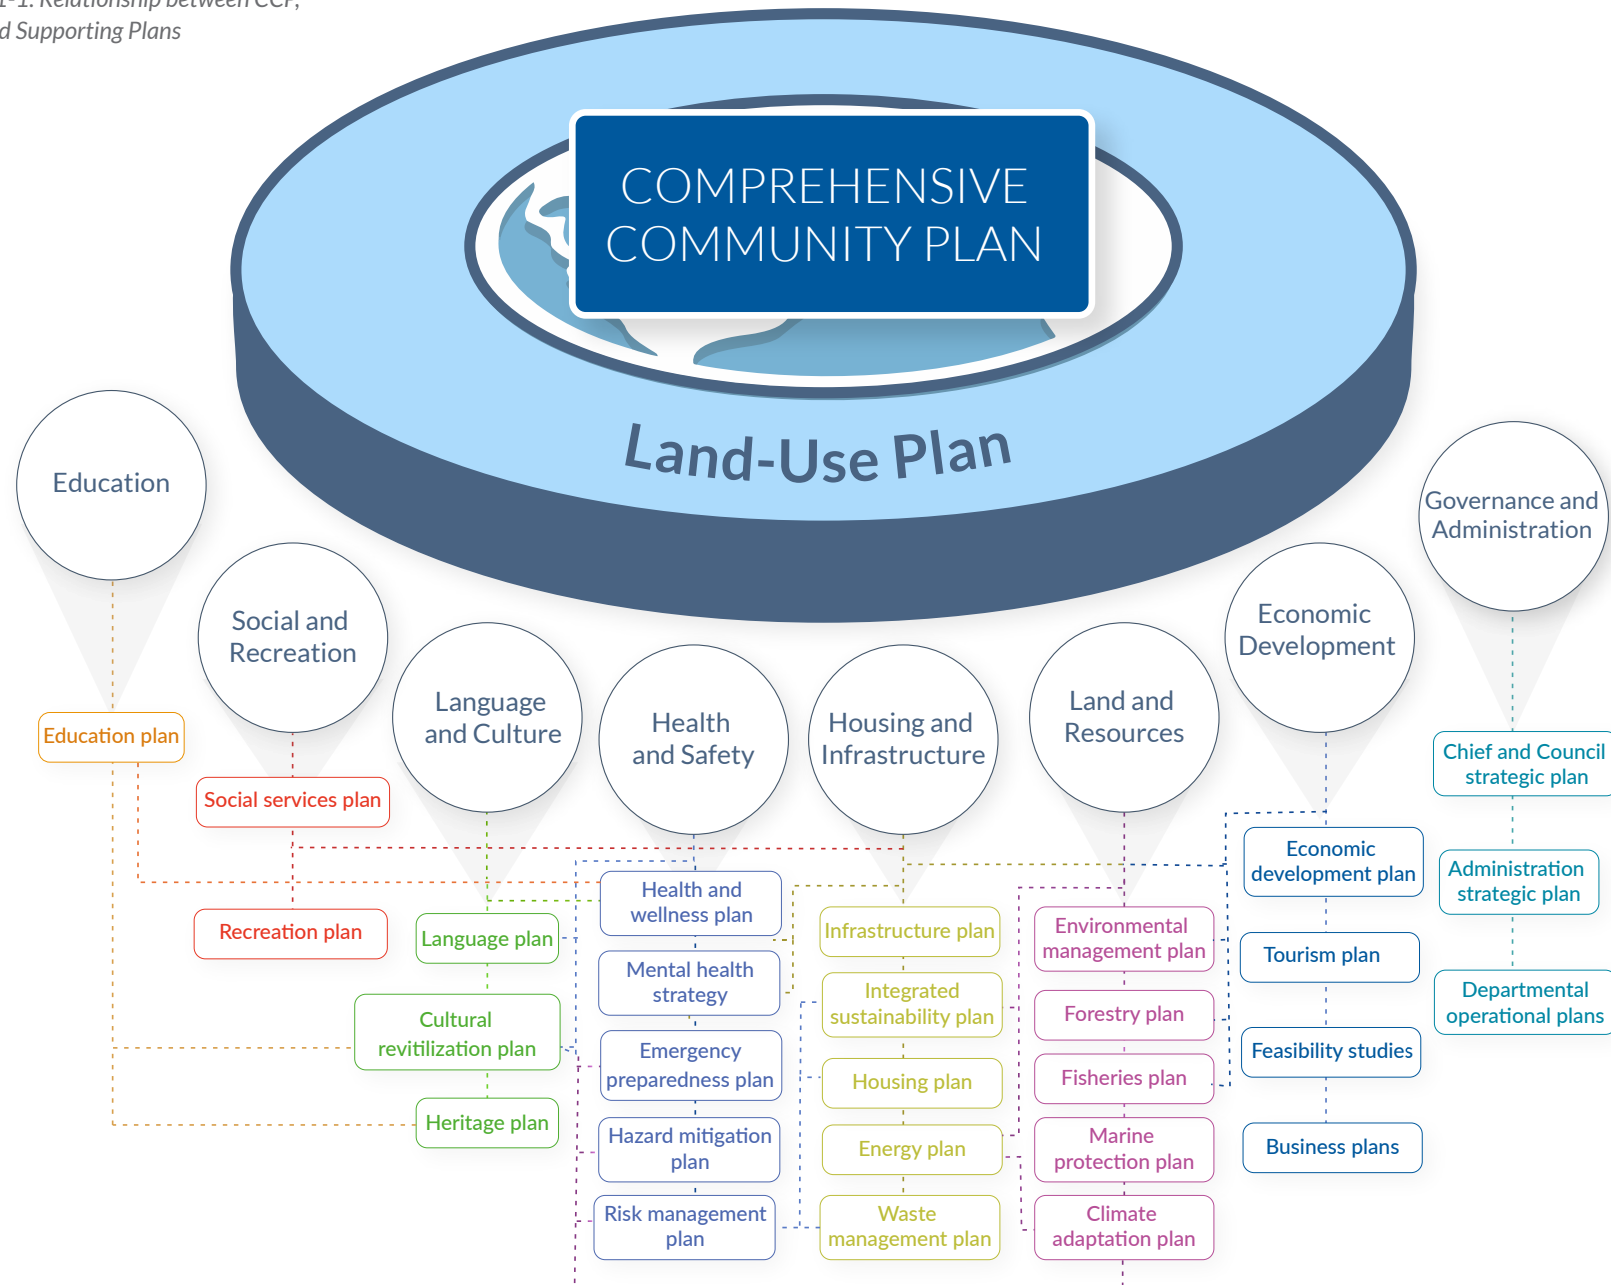 1-1: Relationship between CCP,
d Supporting Plans
COMPREHENSIVE
COMMUNITY PLAN
Land-Use Plan
Education
Education plan
Social and
Recreation
Social services plan
Recreation plan
Language
and Culture
Language plan
Cultural
revitilization plan
Heritage plan
Health
and Safety
Health and
wellness plan
Mental health
strategy
Emergency
preparedness plan
Hazard mitigation
plan
Risk management
plan
Housing and
Infrastructure
Infrastructure plan
Integrated
sustainability plan
Housing plan
Energy plan
Waste
management plan
Land and
Resources
Environmental
management plan
Forestry plan
Fisheries plan
Marine
protection plan
Climate
adaptation plan
Economic
Development
Economic
development plan
Tourism plan
Feasibility studies
Business plans
Governance and
Administration
Chief and Council
strategic plan
Administration
strategic plan
Departmental
operational plans